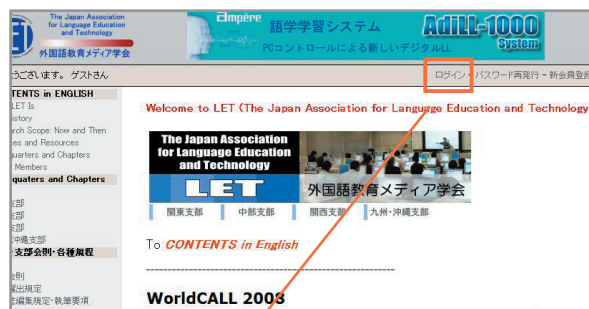 The Japan Association
for Language Education
and Technology
外国語教育メディア学会
ampère
語学学習システム
PCコントロールによる新しいデジタルLL
AdiLL-1000
System
うございます。 ゲストさん
ログイン - パスワード再発行 - 新会員登録
TENTS in ENGLISH
LET Is
story
rch Scope: Now and Then
es and Resources
quarters and Chapters
Members
quaters and Chapters
支部
支部
支部
沖縄支部
・支部会則・各種規程
会則
選出規定
編集規定・執筆要項
Welcome to LET (The Japan Association for Language Education and Technology
The Japan Association
for Language Education
and Technology
LET
外国語教育メディア学会
関東支部
中部支部
関西支部
九州・沖縄支部
To CONTENTS in English
--------------------------------------------------------------
WorldCALL 2008